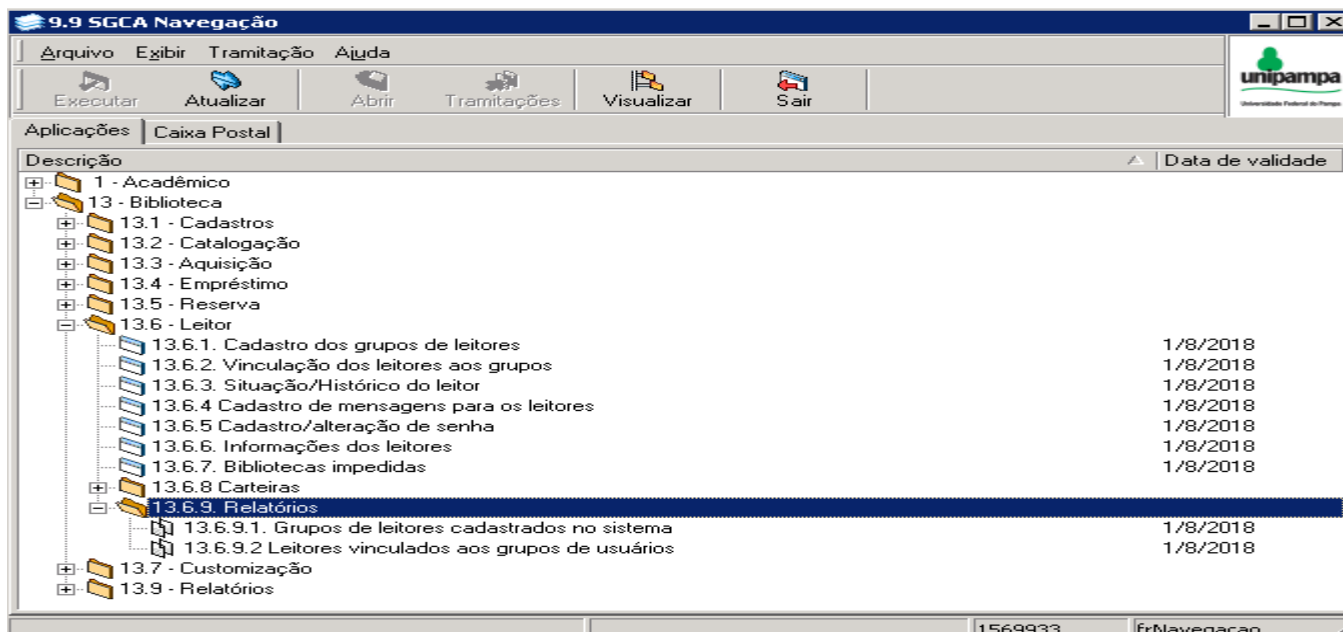 9.9 SGCA Navegação
Arquivo Exibir Tramitação Ajuda
Executar Atualizar Abrir Tramitações Visualizar Sair
unipampa
Universidade Federal do Pampa
Aplicações Caixa Postal
Descrição Data de validade
1 - Acadêmico
13 - Biblioteca
13.1 - Cadastros
13.2 - Catalogação
13.3 - Aquisição
13.4 - Empréstimo
13.5 - Reserva
13.6 - Leitor
13.6.1. Cadastro dos grupos de leitores 1/8/2018
13.6.2. Vinculação dos leitores aos grupos 1/8/2018
13.6.3. Situação/Histórico do leitor 1/8/2018
13.6.4 Cadastro de mensagens para os leitores 1/8/2018
13.6.5 Cadastro/alteração de senha 1/8/2018
13.6.6. Informações dos leitores 1/8/2018
13.6.7. Bibliotecas impedidas 1/8/2018
13.6.8 Carteiras
13.6.9. Relatórios
13.6.9.1. Grupos de leitores cadastrados no sistema 1/8/2018
13.6.9.2 Leitores vinculados aos grupos de usuários 1/8/2018
13.7 - Customização
13.9 - Relatórios
1569933 frNavegacao